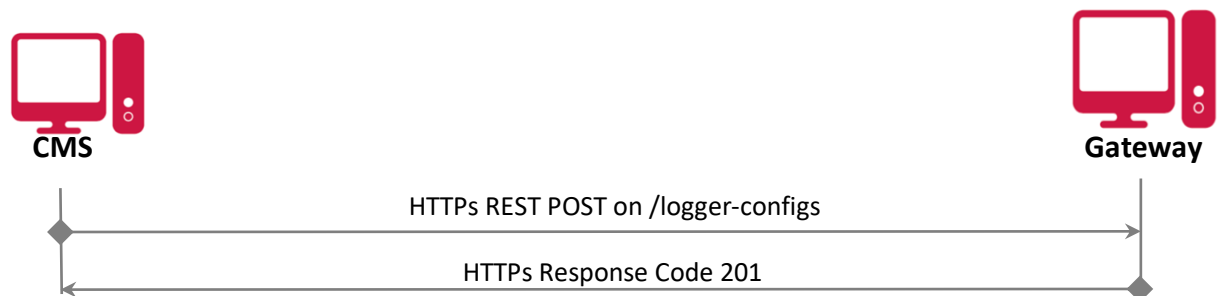 CMS
Gateway
HTTPs REST POST on /logger-configs
HTTPs Response Code 201